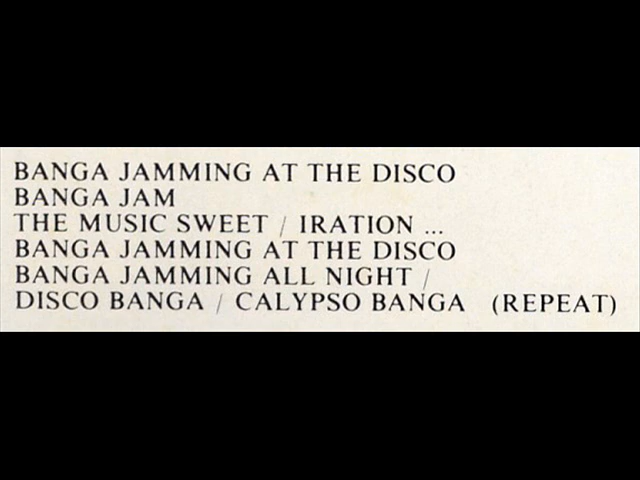 BANGA JAMMING AT THE DISCO
BANGA JAM
THE MUSIC SWEET / IRATION ...
BANGA JAMMING AT THE DISCO
BANGA JAMMING ALL NIGHT /
DISCO BANGA / CALYPSO BANGA (REPEAT)